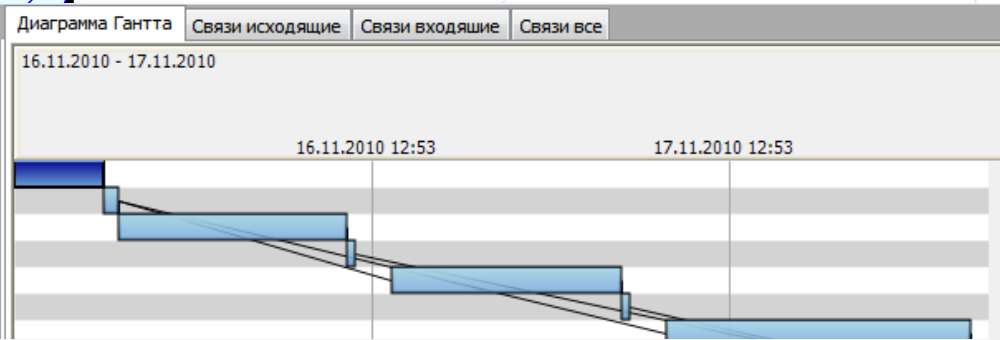 Диаграмма Гантта Связи исходящие Связи входяшие Связи все
16.11.2010 - 17.11.2010
16.11.2010 12:53 17.11.2010 12:53